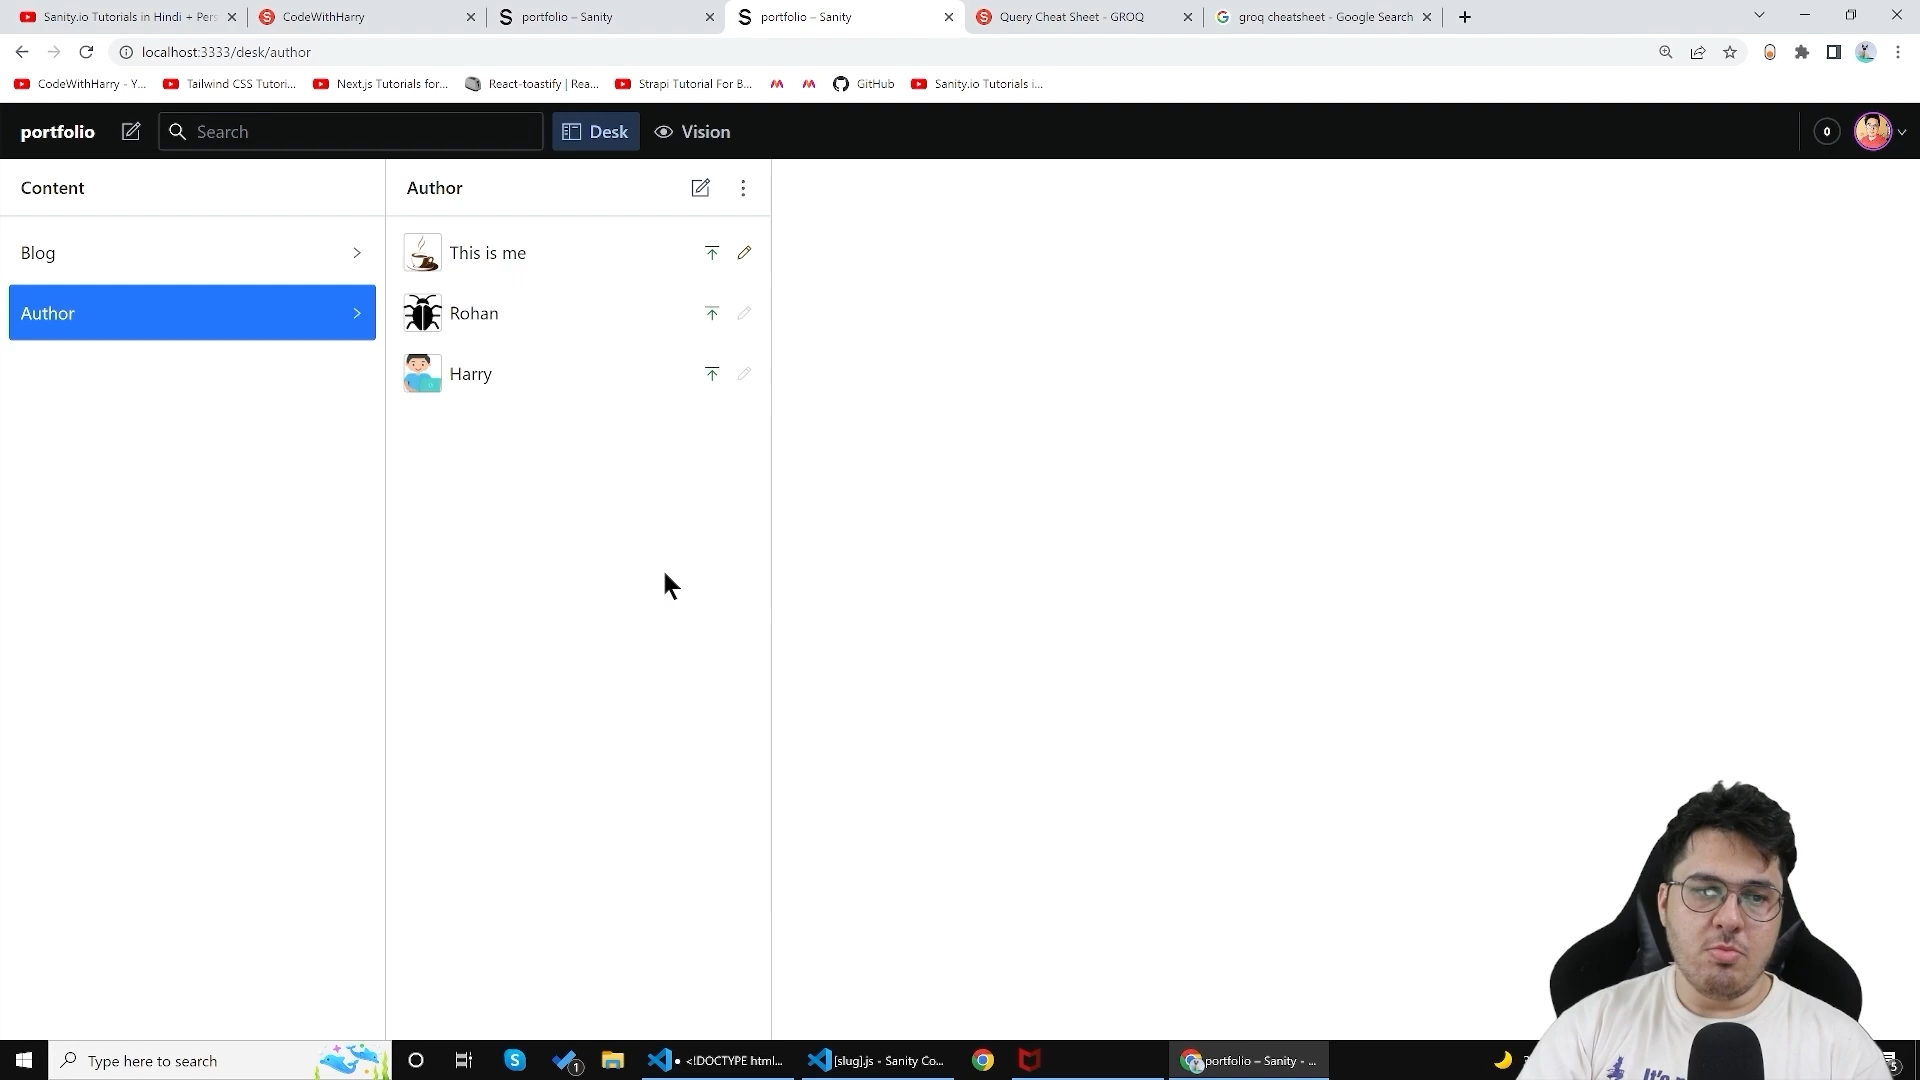 Sanity.io Tutorials in Hindi + Pers
CodeWithHarry
portfolio – Sanity
portfolio – Sanity
Query Cheat Sheet - GROQ
groq cheatsheet - Google Search
localhost:3333/desk/author
CodeWithHarry - Y...
Tailwind CSS Tutori...
Next.js Tutorials for...
React-toastify | Rea...
Strapi Tutorial For B...
GitHub
Sanity.io Tutorials i...
portfolio
Search
Desk
Vision
0
Content
Author
Blog
This is me
Author
Rohan
Harry
Type here to search
1
<!DOCTYPE html...
[slug].js - Sanity Co...
portfolio – Sanity - ...
5
It's